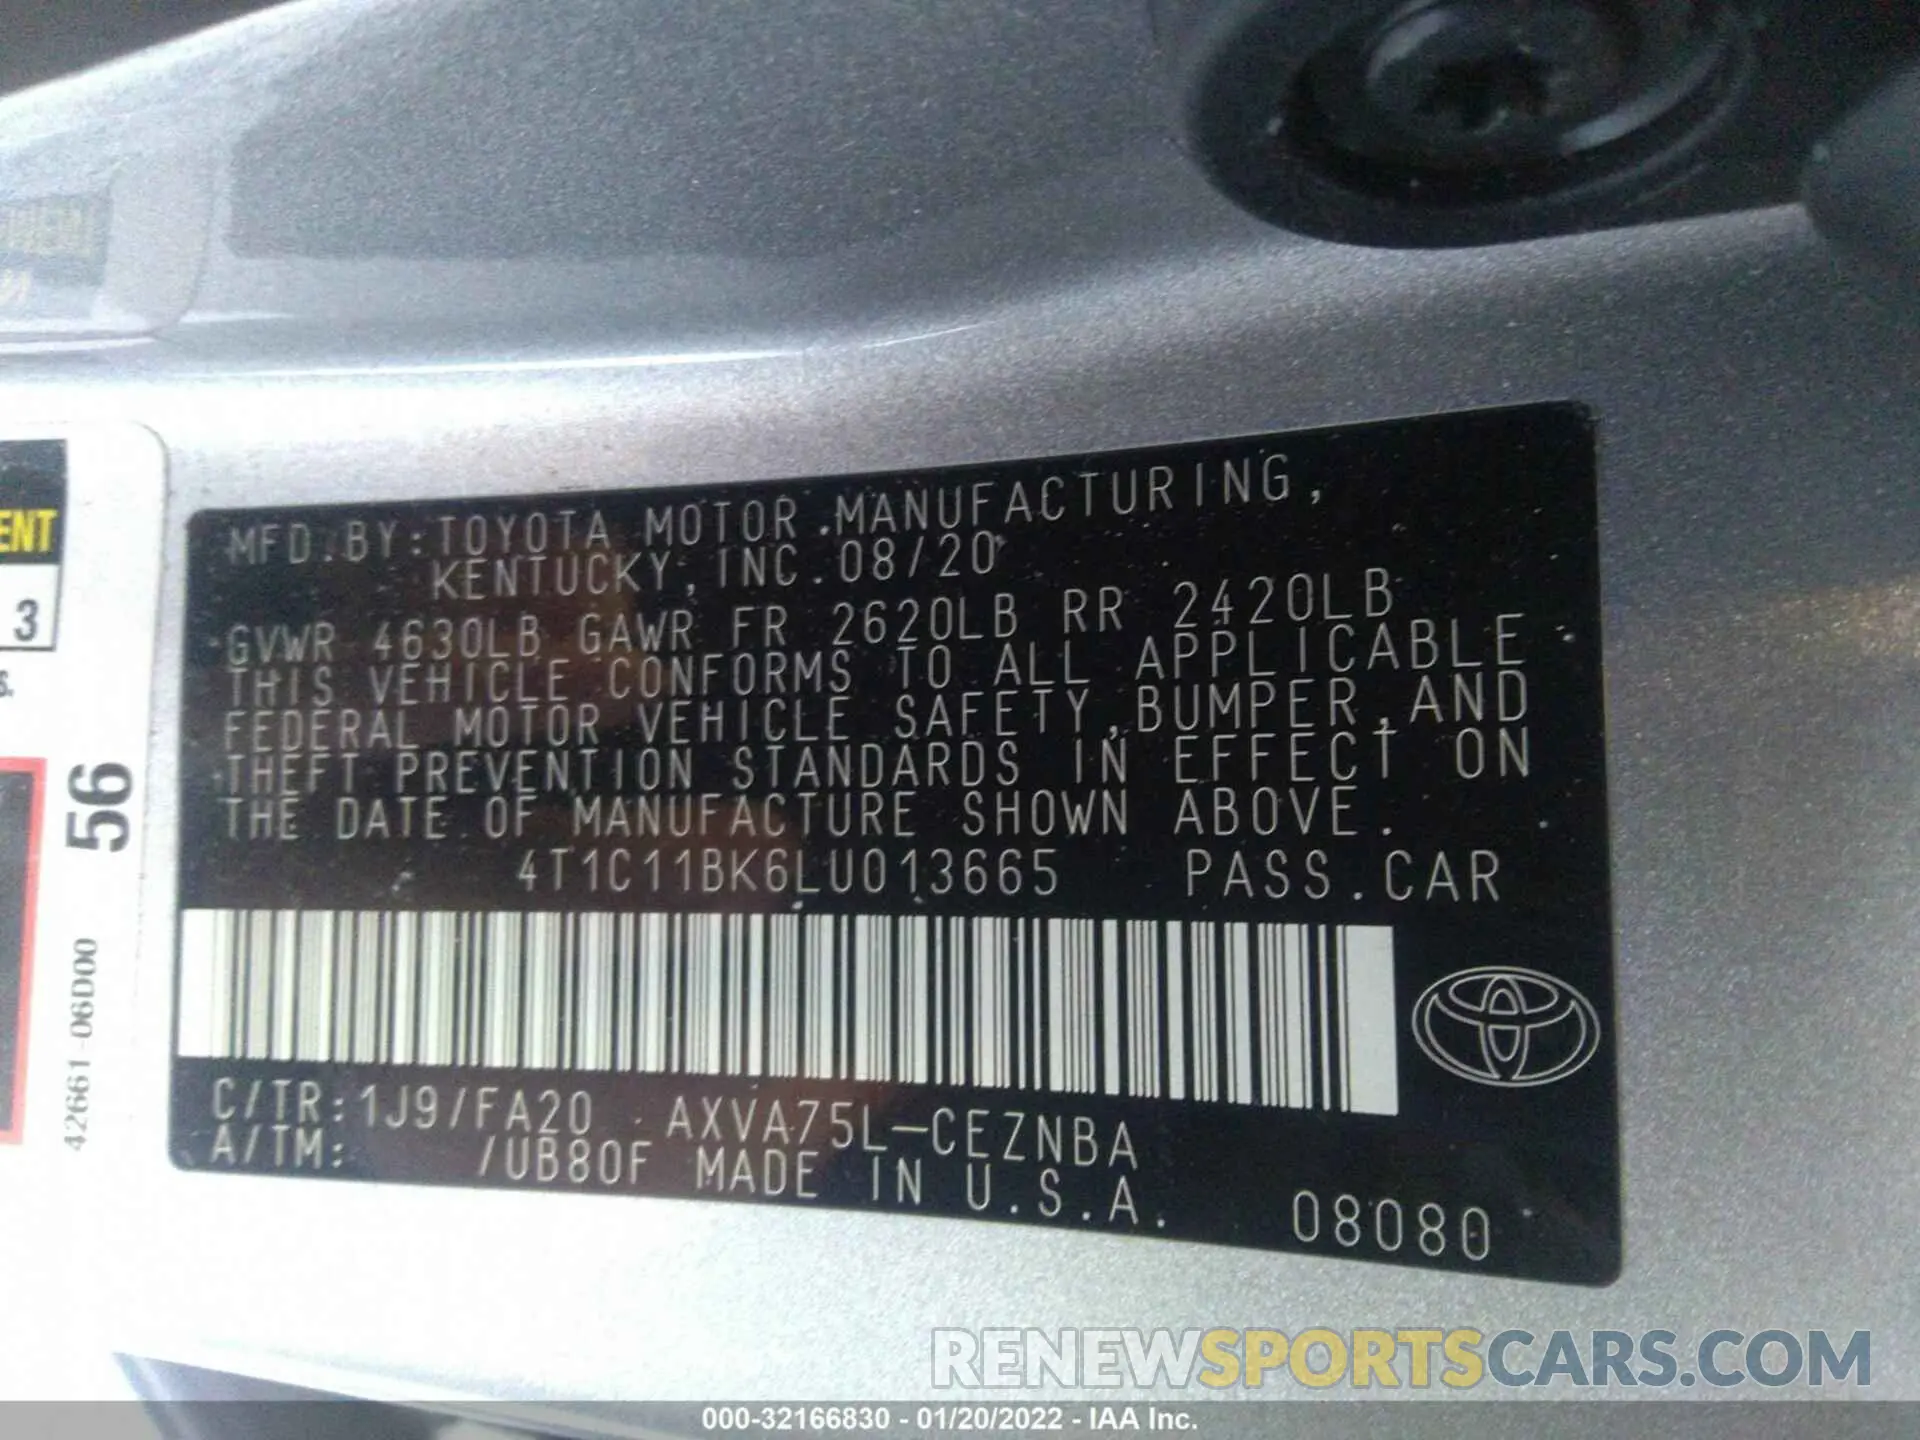 MFD.BY:TOYOTA MOTOR MANUFACTURING,
KENTUCKY, INC. 08/20
GVWR 4630LB GAWR FR 2620LB RR 2420LB
THIS VEHICLE CONFORMS TO ALL APPLICABLE
FEDERAL MOTOR VEHICLE SAFETY,BUMPER,AND
THEFT PREVENTION STANDARDS IN EFFECT ON
THE DATE OF MANUFACTURE SHOWN ABOVE.
4T1C11BK6LU013665 PASS.CAR
C/TR:1J9/FA20 AXVA75L-CEZNBA
A/TM: /UB80F MADE IN U.S.A.
08080
ENT
3
s.
56
42661-06D00
RENEWSPORTSCARS.COM
000-32166830 - 01/20/2022 - IAA Inc.